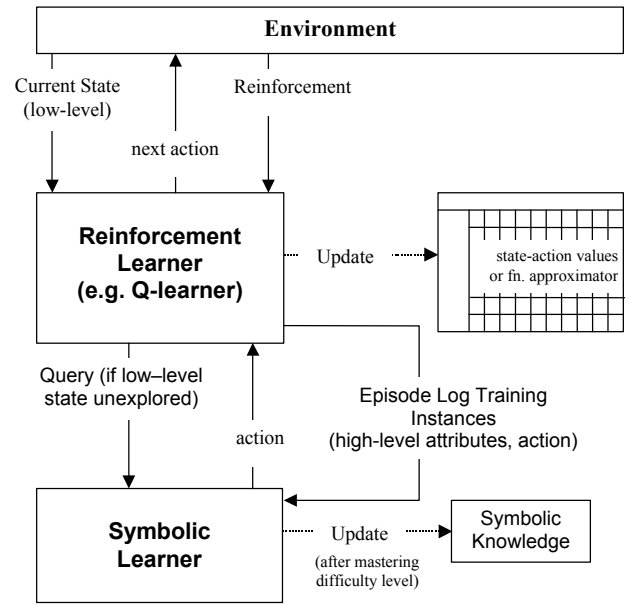 Environment
Current State
(low-level)
Reinforcement
next action
Reinforcement
Learner
(e.g. Q-learner)
Update
state-action values
or fn. approximator
Query (if low–level
state unexplored)
action
Episode Log Training
Instances
(high-level attributes, action)
Symbolic
Learner
Update
(after mastering
difficulty level)
Symbolic
Knowledge